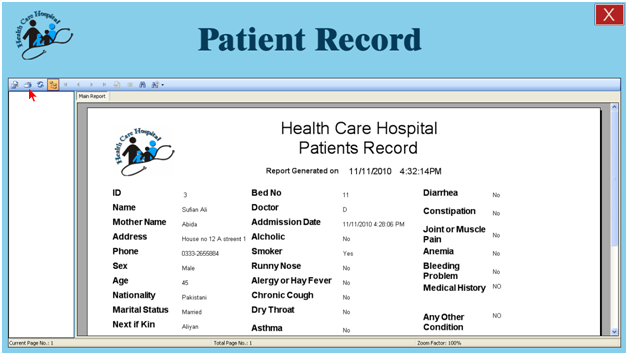 Health Care Hospital
Patient Record
X
Main Report
Health Care Hospital
Health Care Hospital
Patients Record
Report Generated on 11/11/2010 4:32:14PM
ID 3 Bed No 11 Diarrhea No
Name Sufian Ali Doctor D Constipation No
Mother Name Abida Addmission Date 11/11/2010 4:28:06 PM Joint or Muscle Pain No
Address House no 12 A streent 1 Alcholic No Anemia No
Phone 0333-2655884 Smoker Yes Bleeding Problem No
Sex Male Runny Nose No Medical History NO
Age 45 Alergy or Hay Fever No
Nationality Pakistani Chronic Cough No
Marital Status Married Dry Throat No Any Other Condition NO
Next if Kin Aliyan Asthma No
Current Page No.: 1 Total Page No.: 1 Zoom Factor: 100%